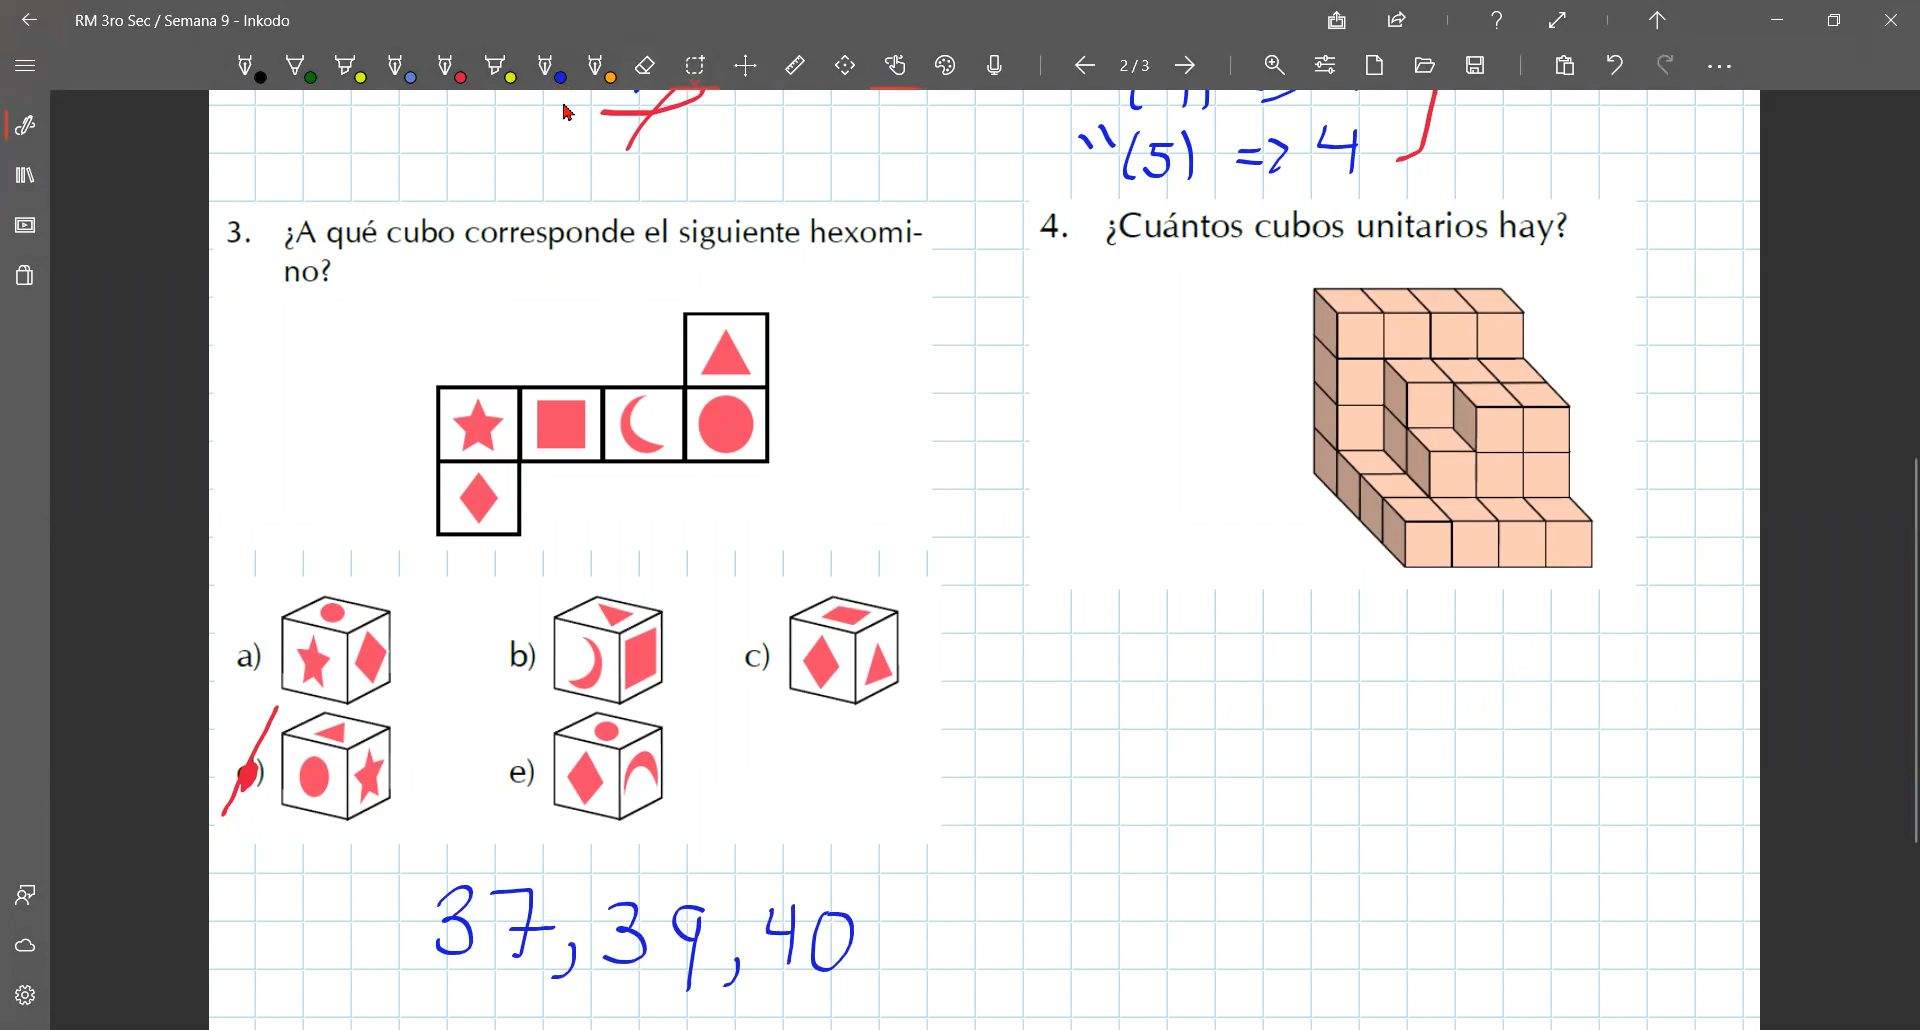 RM 3ro Sec / Semana 9 - Inkodo
2 / 3
"(5) => 4
3. ¿A qué cubo corresponde el siguiente hexomi-
no?
4. ¿Cuántos cubos unitarios hay?
a)
b)
c)
e)
37, 39, 40